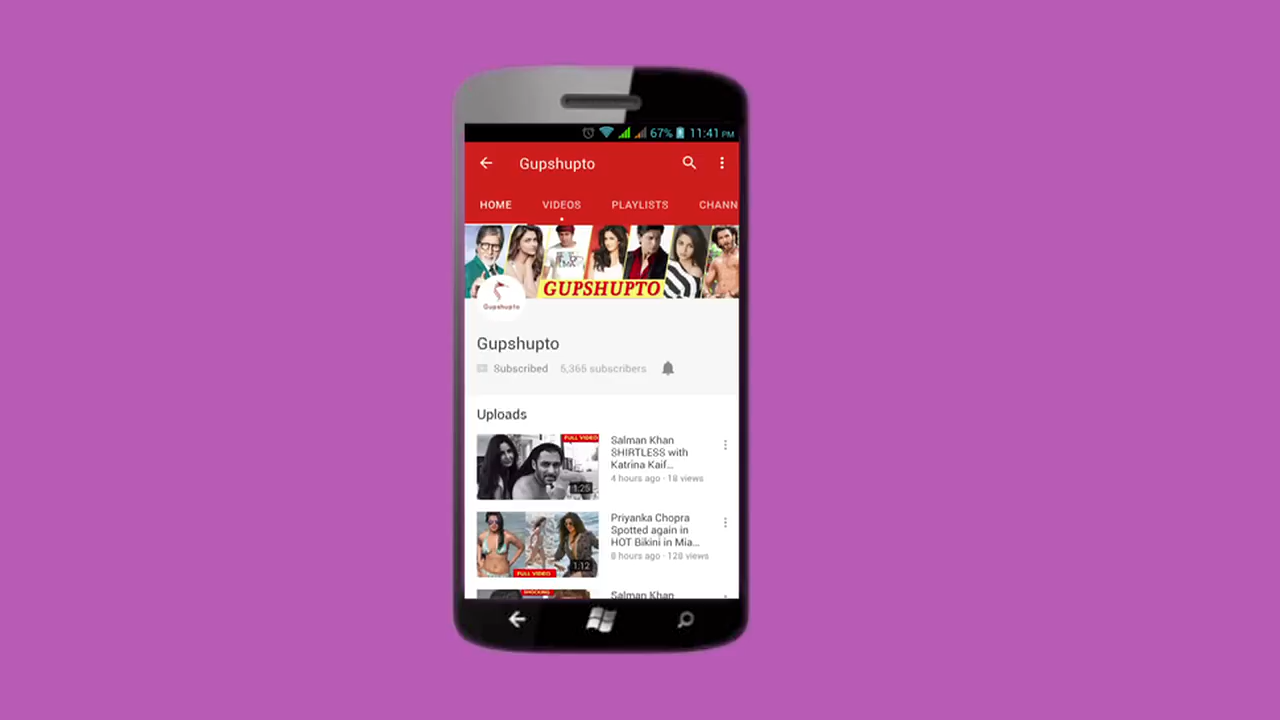 67% 11:41 PM
Gupshupto
HOME VIDEOS PLAYLISTS CHANN
GUPSHUPTO
Gupshupto
Gupshupto
Subscribed 5,365 subscribers
Uploads
FULL VIDEO
Salman Khan
SHIRTLESS with
Katrina Kaif...
4 hours ago · 18 views
1:25
Priyanka Chopra
Spotted again in
HOT Bikini in Mia...
8 hours ago · 128 views
1:12
FULL VIDEO
SHOCKING
Salman Khan